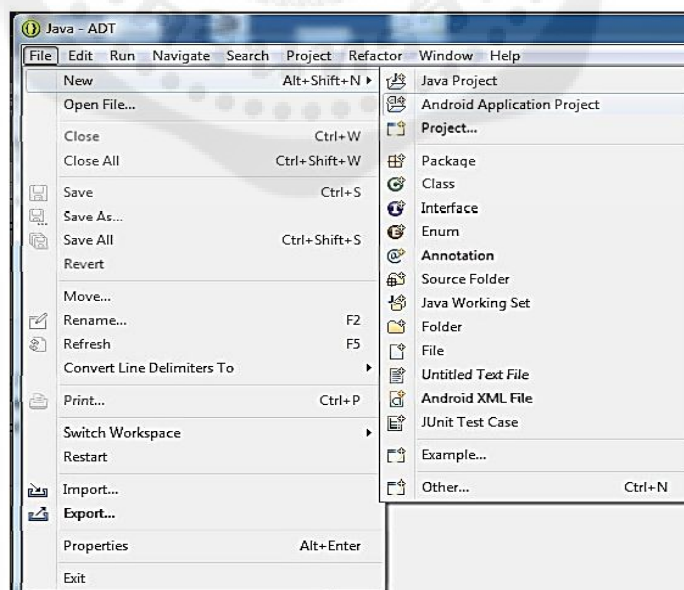 Java - ADT
File Edit Run Navigate Search Project Refactor Window Help
New Alt+Shift+N
Open File...
Close Ctrl+W
Close All Ctrl+Shift+W
Save Ctrl+S
Save As...
Save All Ctrl+Shift+S
Revert
Move...
Rename... F2
Refresh F5
Convert Line Delimiters To
Print... Ctrl+P
Switch Workspace
Restart
Import...
Export...
Properties Alt+Enter
Exit
Java Project
Android Application Project
Project...
Package
Class
Interface
Enum
Annotation
Source Folder
Java Working Set
Folder
File
Untitled Text File
Android XML File
JUnit Test Case
Example...
Other... Ctrl+N